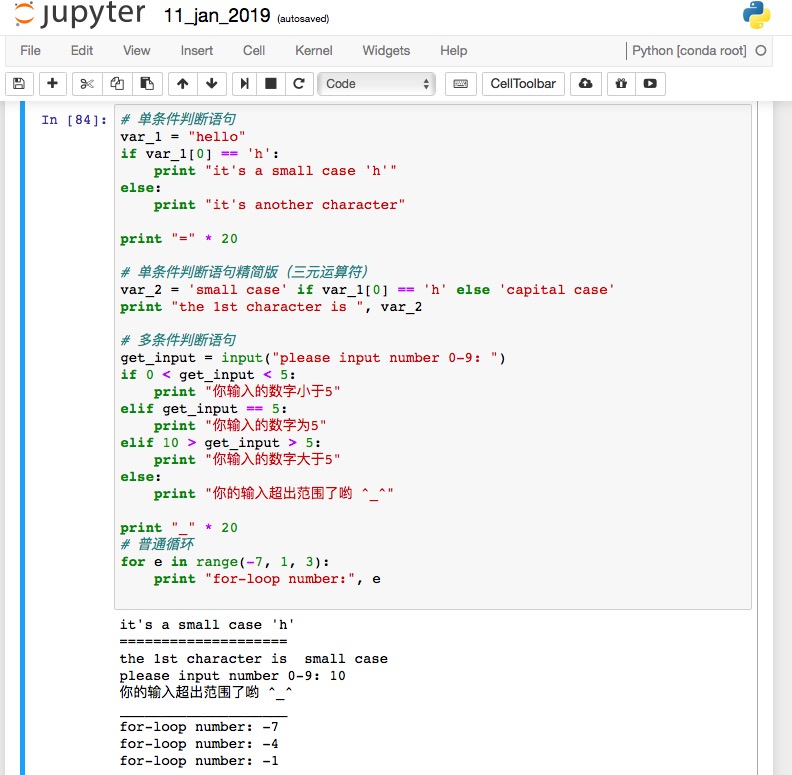 jupyter 11_jan_2019 (autosaved)
File Edit View Insert Cell Kernel Widgets Help Python [conda root]
Code CellToolbar
In [84]: # 单条件判断语句
var_1 = "hello"
if var_1[0] == 'h':
    print "it's a small case 'h'"
else:
    print "it's another character"
print "=" * 20
# 单条件判断语句精简版（三元运算符）
var_2 = 'small case' if var_1[0] == 'h' else 'capital case'
print "the 1st character is ", var_2
# 多条件判断语句
get_input = input("please input number 0-9: ")
if 0 < get_input < 5:
    print "你输入的数字小于5"
elif get_input == 5:
    print "你输入的数字为5"
elif 10 > get_input > 5:
    print "你输入的数字大于5"
else:
    print "你的输入超出范围了哟 ^_^"
print "_" * 20
# 普通循环
for e in range(-7, 1, 3):
    print "for-loop number:", e
it's a small case 'h'
====================
the 1st character is  small case
please input number 0-9: 10
你的输入超出范围了哟 ^_^
____________________
for-loop number: -7
for-loop number: -4
for-loop number: -1